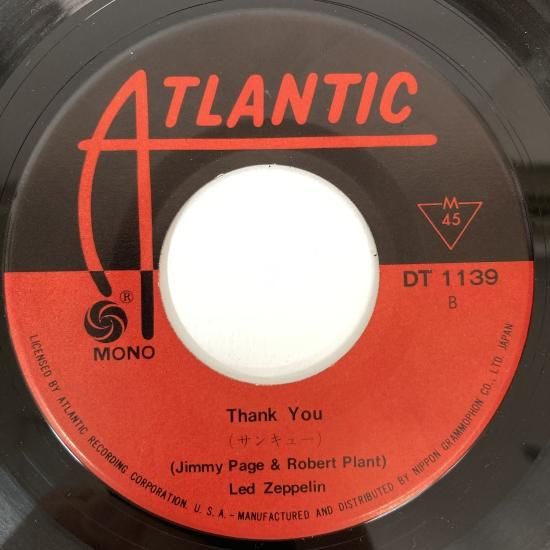 ATLANTIC
M
45
DT 1139
B
®
MONO
Thank You
(サンキュー)
(Jimmy Page & Robert Plant)
Led Zeppelin
LICENSED BY ATLANTIC RECORDING CORPORATION. U. S. A. - MANUFACTURED AND DISTRIBUTED BY NIPPON GRAMMOPHON CO., LTD. JAPAN